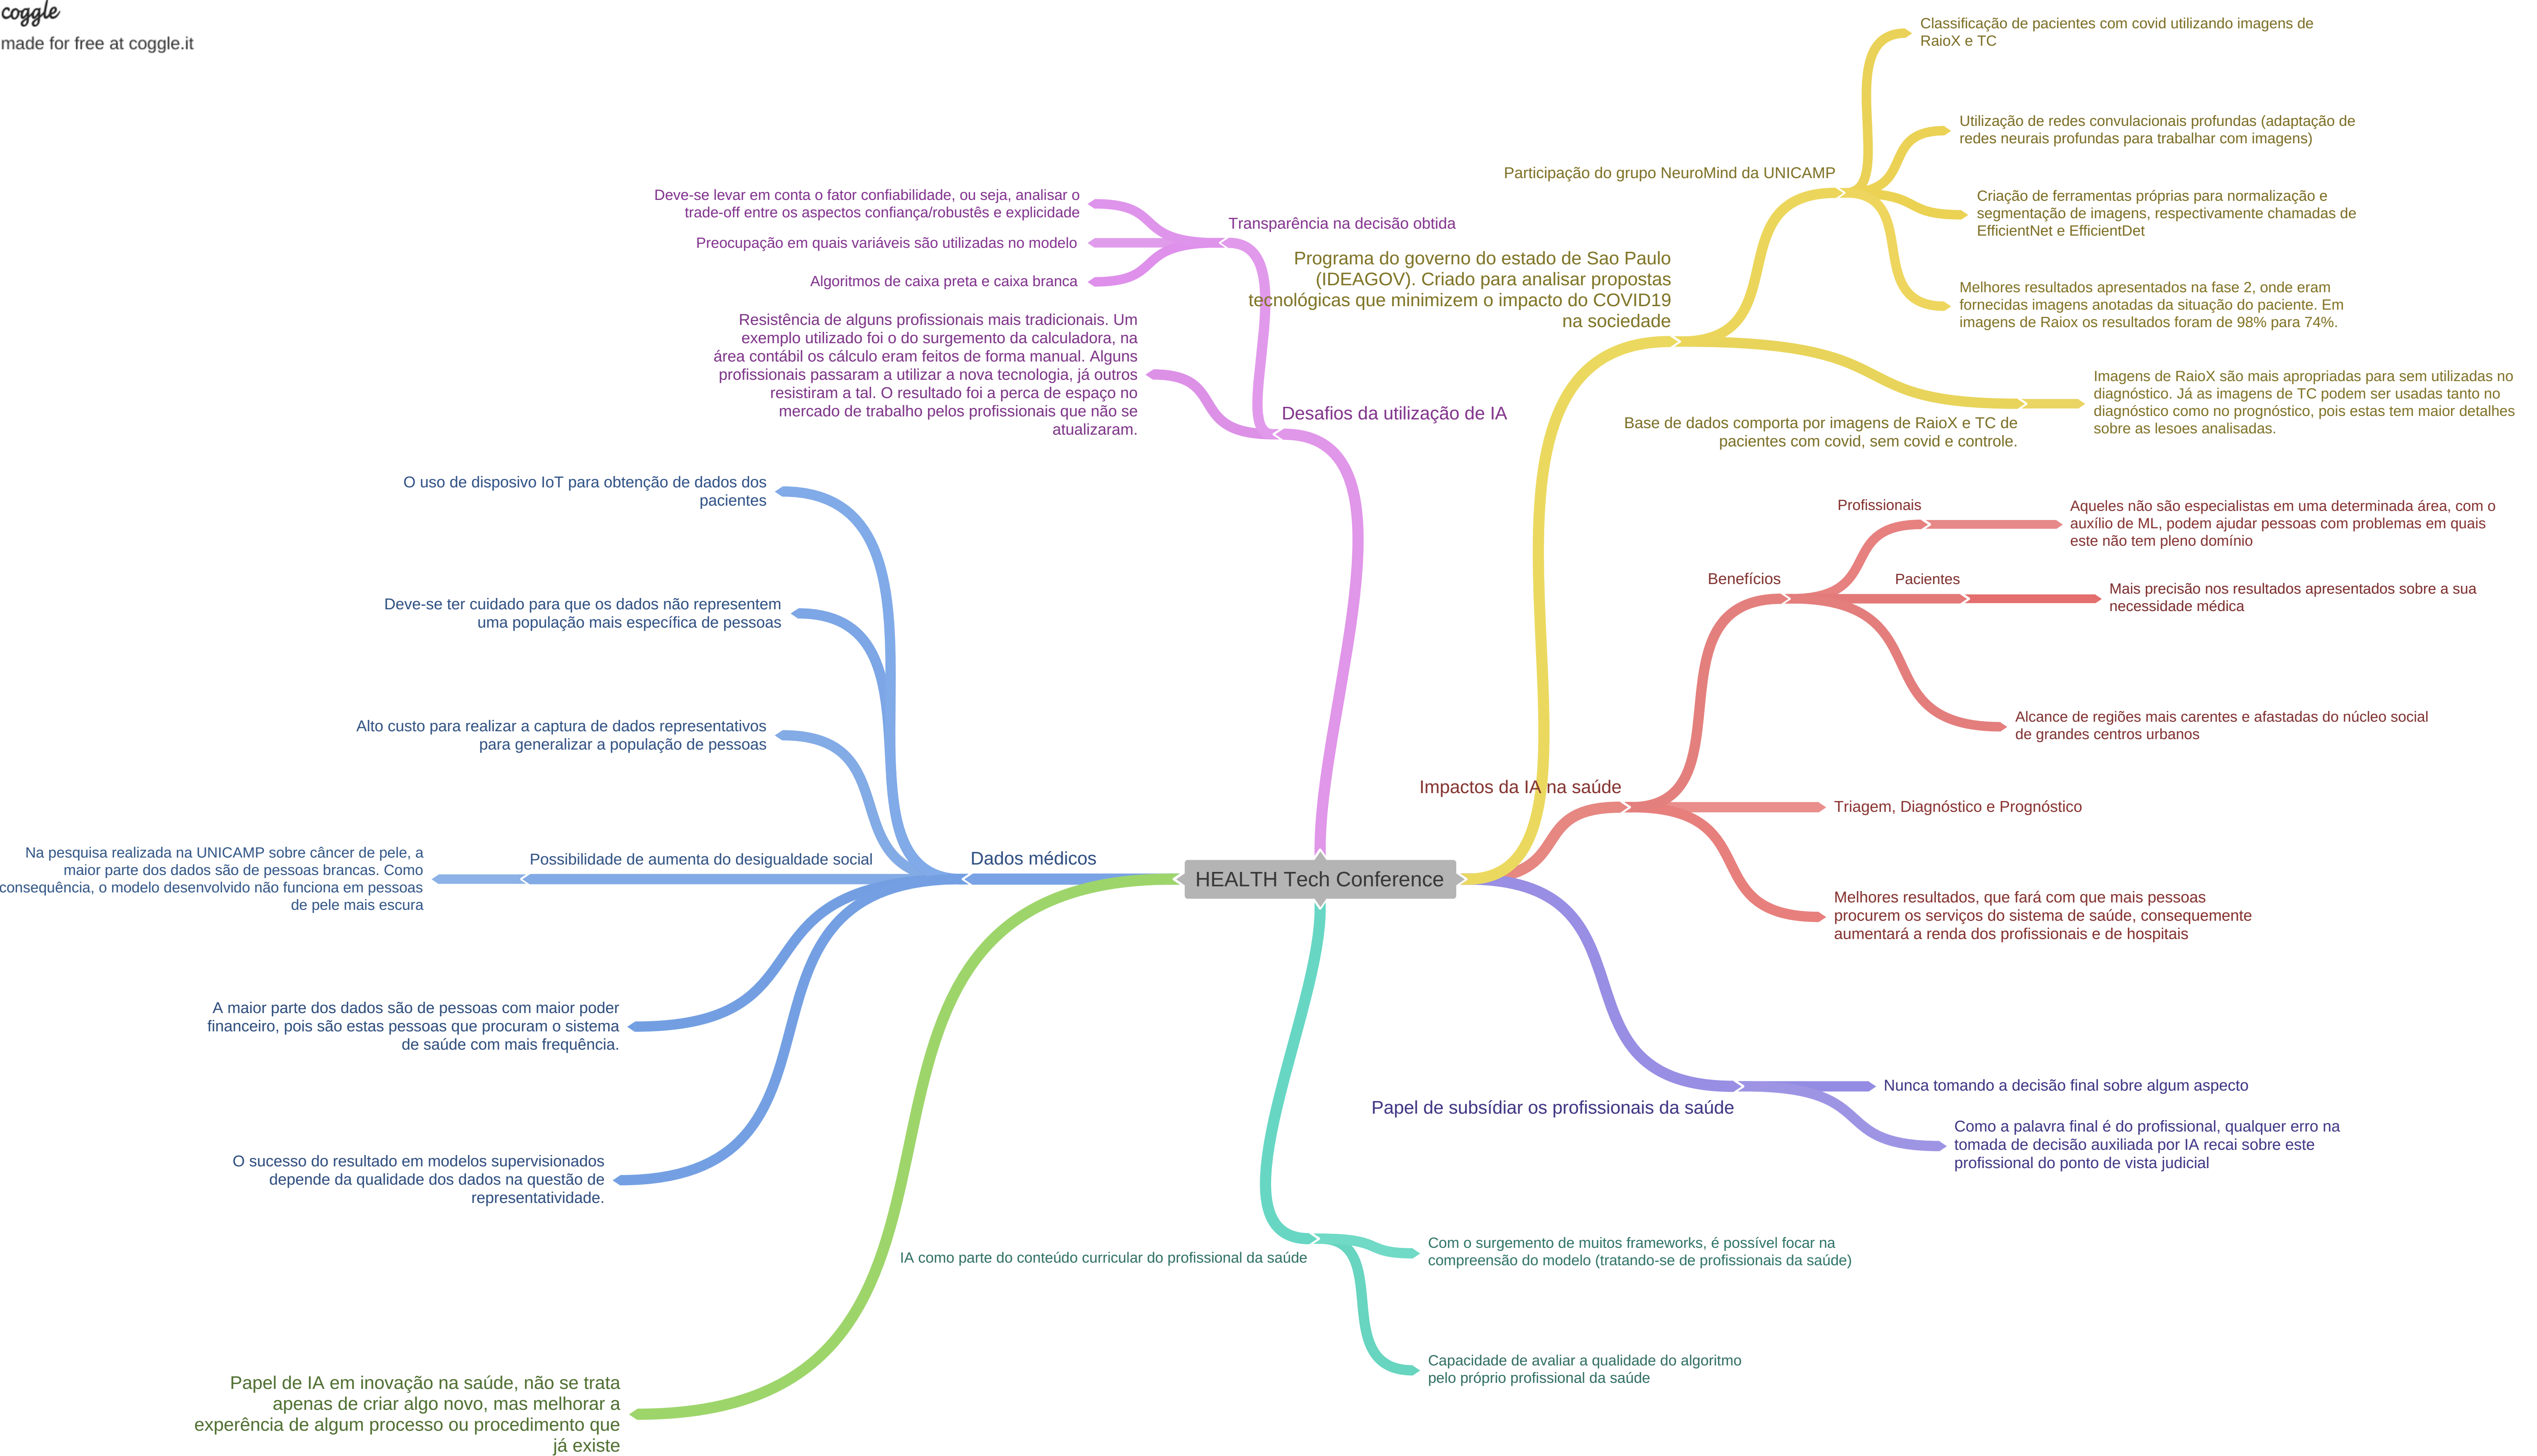 coggle
made for free at coggle.it
HEALTH Tech Conference
Programa do governo do estado de Sao Paulo
(IDEAGOV). Criado para analisar propostas
tecnológicas que minimizem o impacto do COVID19
na sociedade
Participação do grupo NeuroMind da UNICAMP
Classificação de pacientes com covid utilizando imagens de
RaioX e TC
Utilização de redes convulacionais profundas (adaptação de
redes neurais profundas para trabalhar com imagens)
Criação de ferramentas próprias para normalização e
segmentação de imagens, respectivamente chamadas de
EfficientNet e EfficientDet
Melhores resultados apresentados na fase 2, onde eram
fornecidas imagens anotadas da situação do paciente. Em
imagens de Raiox os resultados foram de 98% para 74%.
Base de dados comporta por imagens de RaioX e TC de
pacientes com covid, sem covid e controle.
Imagens de RaioX são mais apropriadas para sem utilizadas no
diagnóstico. Já as imagens de TC podem ser usadas tanto no
diagnóstico como no prognóstico, pois estas tem maior detalhes
sobre as lesoes analisadas.
Impactos da IA na saúde
Benefícios
Profissionais
Aqueles não são especialistas em uma determinada área, com o
auxílio de ML, podem ajudar pessoas com problemas em quais
este não tem pleno domínio
Pacientes
Mais precisão nos resultados apresentados sobre a sua
necessidade médica
Alcance de regiões mais carentes e afastadas do núcleo social
de grandes centros urbanos
Triagem, Diagnóstico e Prognóstico
Melhores resultados, que fará com que mais pessoas
procurem os serviços do sistema de saúde, consequemente
aumentará a renda dos profissionais e de hospitais
Papel de subsídiar os profissionais da saúde
Nunca tomando a decisão final sobre algum aspecto
Como a palavra final é do profissional, qualquer erro na
tomada de decisão auxiliada por IA recai sobre este
profissional do ponto de vista judicial
IA como parte do conteúdo curricular do profissional da saúde
Com o surgemento de muitos frameworks, é possível focar na
compreensão do modelo (tratando-se de profissionais da saúde)
Capacidade de avaliar a qualidade do algoritmo
pelo próprio profissional da saúde
Desafios da utilização de IA
Transparência na decisão obtida
Deve-se levar em conta o fator confiabilidade, ou seja, analisar o
trade-off entre os aspectos confiança/robustês e explicidade
Preocupação em quais variáveis são utilizadas no modelo
Algoritmos de caixa preta e caixa branca
Resistência de alguns profissionais mais tradicionais. Um
exemplo utilizado foi o do surgemento da calculadora, na
área contábil os cálculo eram feitos de forma manual. Alguns
profissionais passaram a utilizar a nova tecnologia, já outros
resistiram a tal. O resultado foi a perca de espaço no
mercado de trabalho pelos profissionais que não se
atualizaram.
Dados médicos
O uso de disposivo IoT para obtenção de dados dos
pacientes
Deve-se ter cuidado para que os dados não representem
uma população mais específica de pessoas
Alto custo para realizar a captura de dados representativos
para generalizar a população de pessoas
Possibilidade de aumenta do desigualdade social
Na pesquisa realizada na UNICAMP sobre câncer de pele, a
maior parte dos dados são de pessoas brancas. Como
consequência, o modelo desenvolvido não funciona em pessoas
de pele mais escura
A maior parte dos dados são de pessoas com maior poder
financeiro, pois são estas pessoas que procuram o sistema
de saúde com mais frequência.
O sucesso do resultado em modelos supervisionados
depende da qualidade dos dados na questão de
representatividade.
Papel de IA em inovação na saúde, não se trata
apenas de criar algo novo, mas melhorar a
experência de algum processo ou procedimento que
já existe